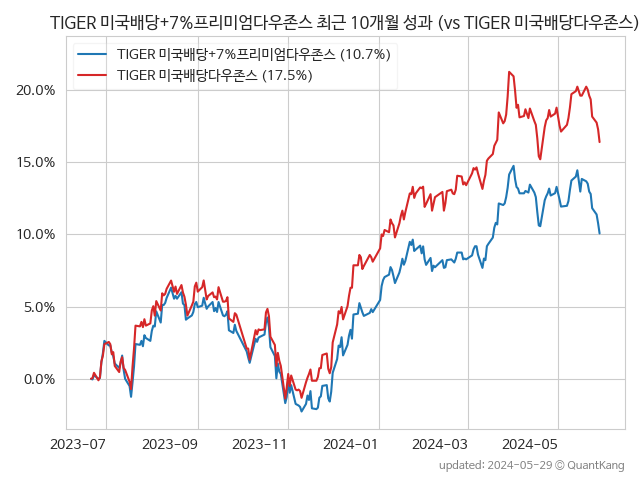 TIGER 미국배당+7%프리미엄다우존스 최근 10개월 성과 (vs TIGER 미국배당다우존스)
TIGER 미국배당+7%프리미엄다우존스 (10.7%)
TIGER 미국배당다우존스 (17.5%)
20.0%
15.0%
10.0%
5.0%
0.0%
2023-07 2023-09 2023-11 2024-01 2024-03 2024-05
updated: 2024-05-29 © QuantKang